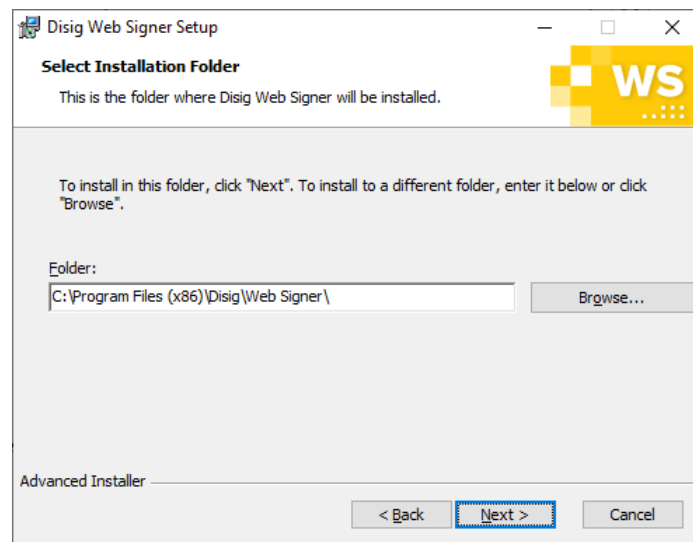 Disig Web Signer Setup
Select Installation Folder
This is the folder where Disig Web Signer will be installed.
WS
To install in this folder, click "Next". To install to a different folder, enter it below or click
"Browse".
Folder:
C:\Program Files (x86)\Disig\Web Signer\
Browse...
Advanced Installer
< Back
Next >
Cancel